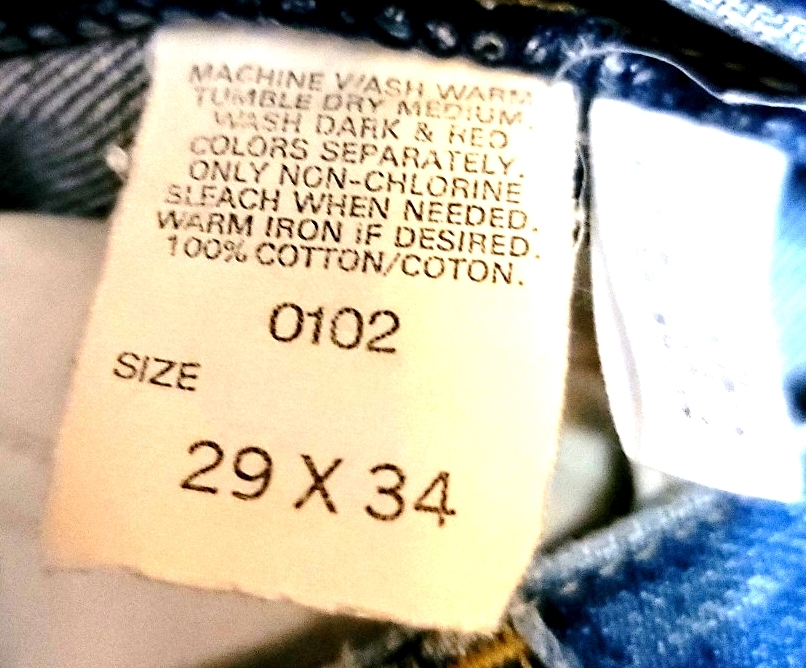 MACHINE WASH WARM
TUMBLE DRY MEDIUM.
WASH DARK & RED
COLORS SEPARATELY.
ONLY NON-CHLORINE
BLEACH WHEN NEEDED.
WARM IRON IF DESIRED.
100% COTTON/COTON.
0102
SIZE
29 X 34